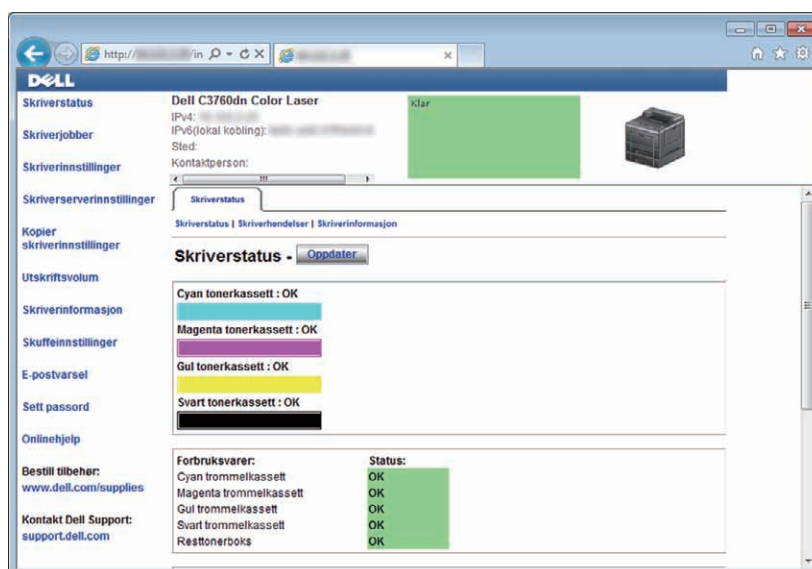 http://
/in
DELL
Skriverstatus
Skriverjobber
Skriverinnstillinger
Skriverserverinnstillinger
Kopier
skriverinnstillinger
Utskriftsvolum
Skriverinformasjon
Skuffeinnstillinger
E-postvarsel
Sett passord
Onlinehjelp
Bestill tilbehør:
www.dell.com/supplies
Kontakt Dell Support:
support.dell.com
Dell C3760dn Color Laser
IPv4:
IPv6(lokal kobling):
Sted:
Kontaktperson:
Klar
Skriverstatus
Skriverstatus | Skriverhendelser | Skriverinformasjon
Skriverstatus - Oppdater
Cyan tonerkassett : OK
Magenta tonerkassett : OK
Gul tonerkassett : OK
Svart tonerkassett : OK
Forbruksvarer: Status:
Cyan trommelkassett OK
Magenta trommelkassett OK
Gul trommelkassett OK
Svart trommelkassett OK
Resttonerboks OK